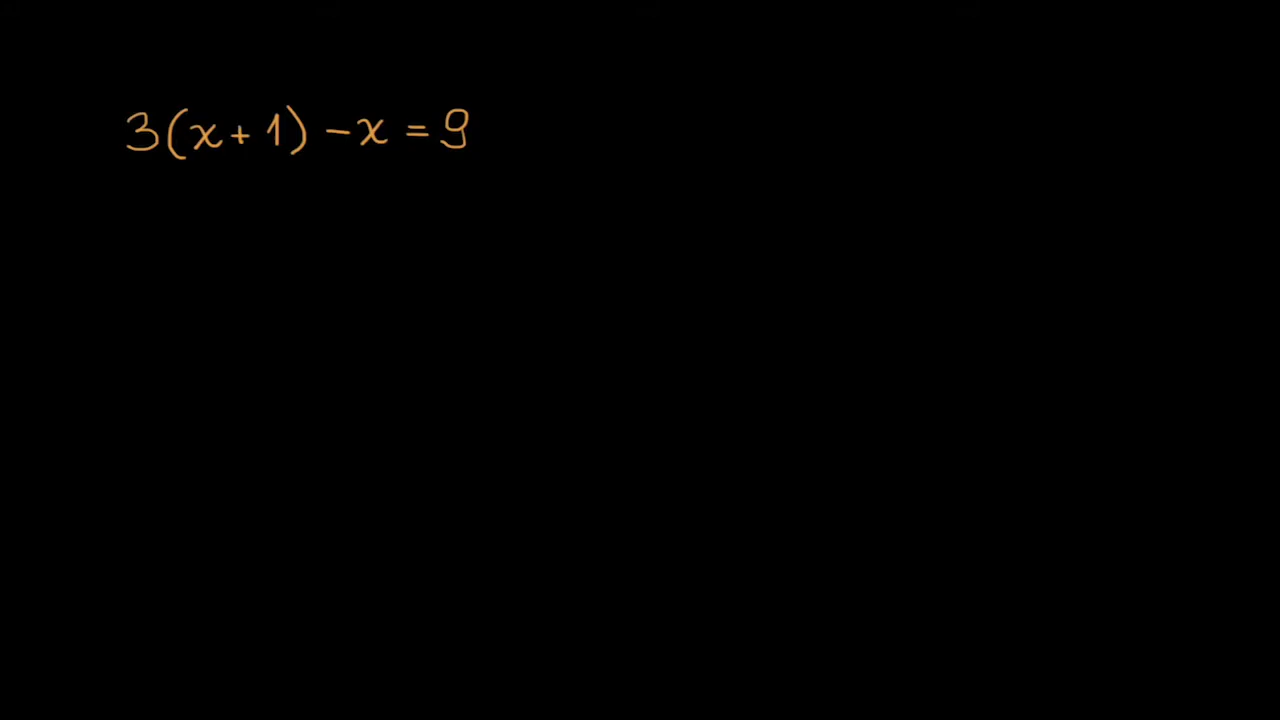 3(x+1) -x = 9